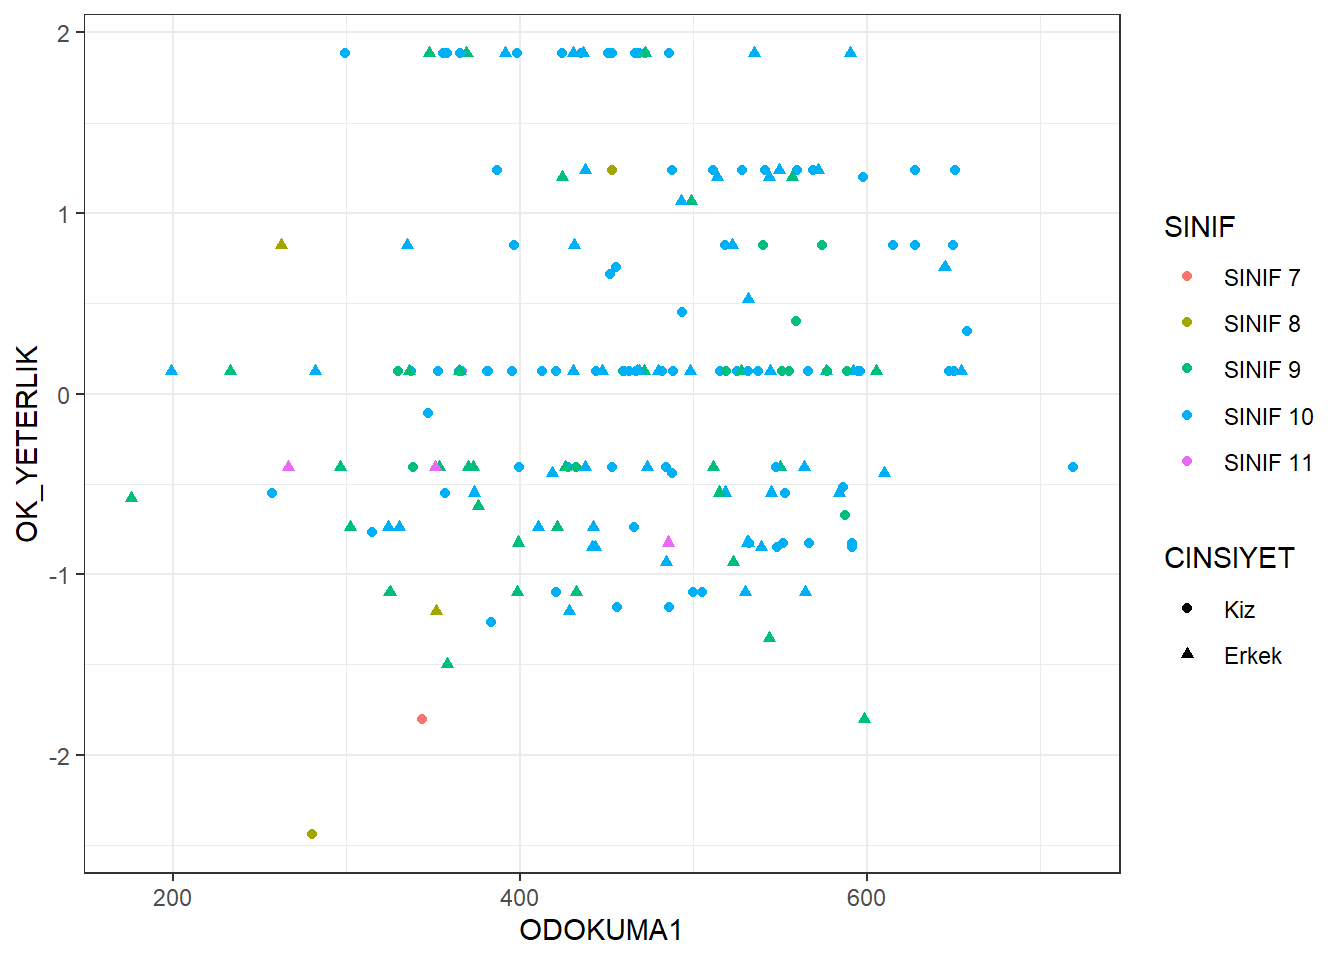 2
1
0
-1
-2
OK_YETERLIK
200
400
600
ODOKUMA1
SINIF
SINIF 7
SINIF 8
SINIF 9
SINIF 10
SINIF 11
CINSIYET
Kiz
Erkek